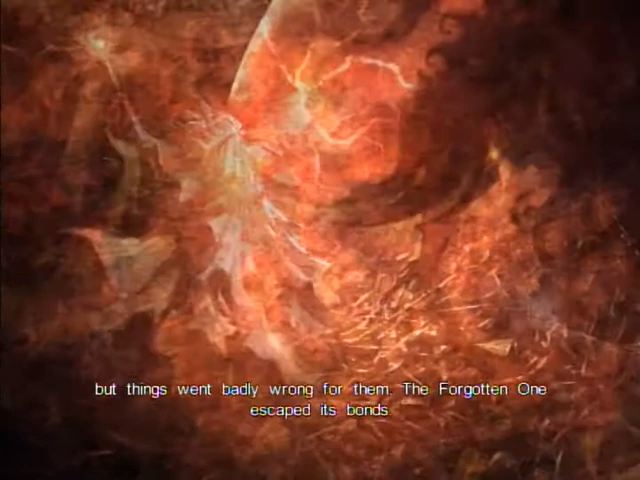 but things went badly wrong for them. The Forgotten One
escaped its bonds